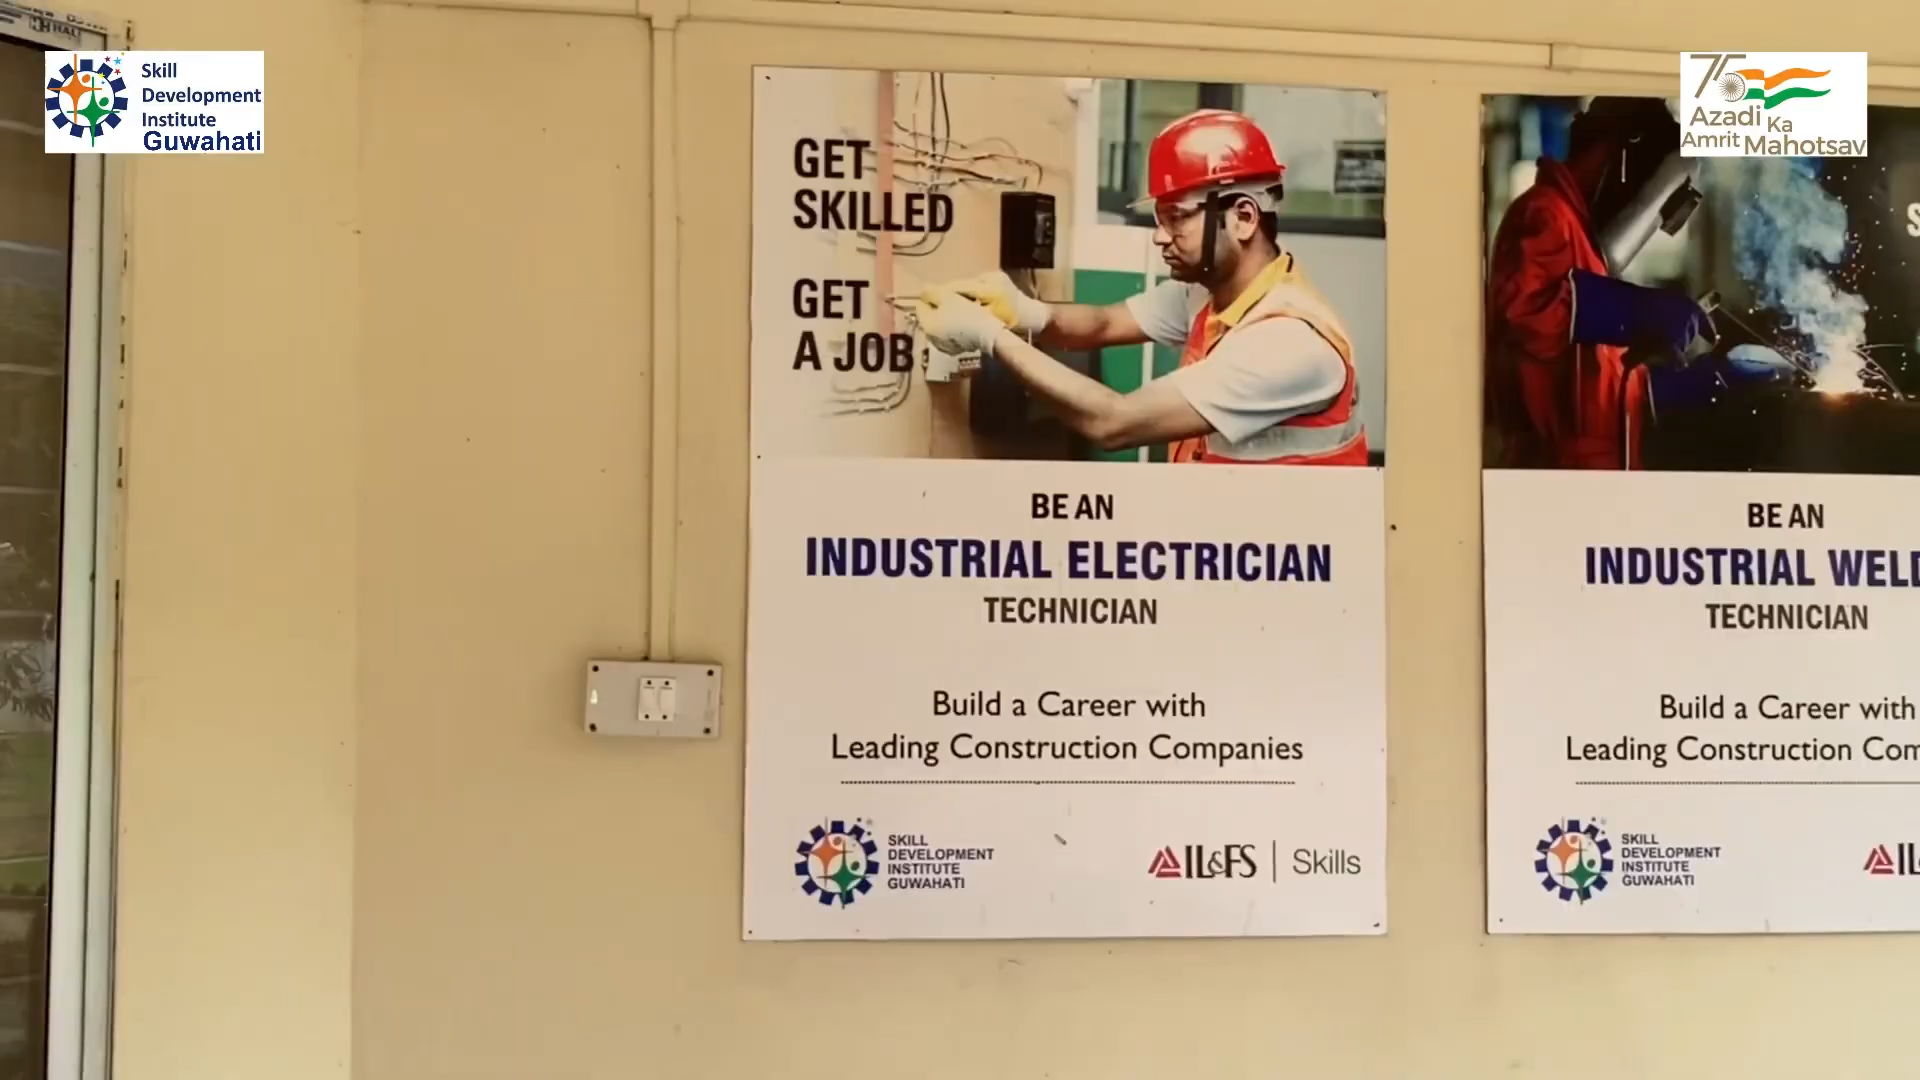 Skill
Development
Institute
Guwahati
75
Azadi
Ka
Amrit Mahotsav
GET
SKILLED
GET
A JOB
BE AN
INDUSTRIAL ELECTRICIAN
TECHNICIAN
Build a Career with
Leading Construction Companies
SKILL
DEVELOPMENT
INSTITUTE
GUWAHATI
IL&FS | Skills
S
BE AN
INDUSTRIAL WELD
TECHNICIAN
Build a Career with
Leading Construction Com
SKILL
DEVELOPMENT
INSTITUTE
GUWAHATI
IL